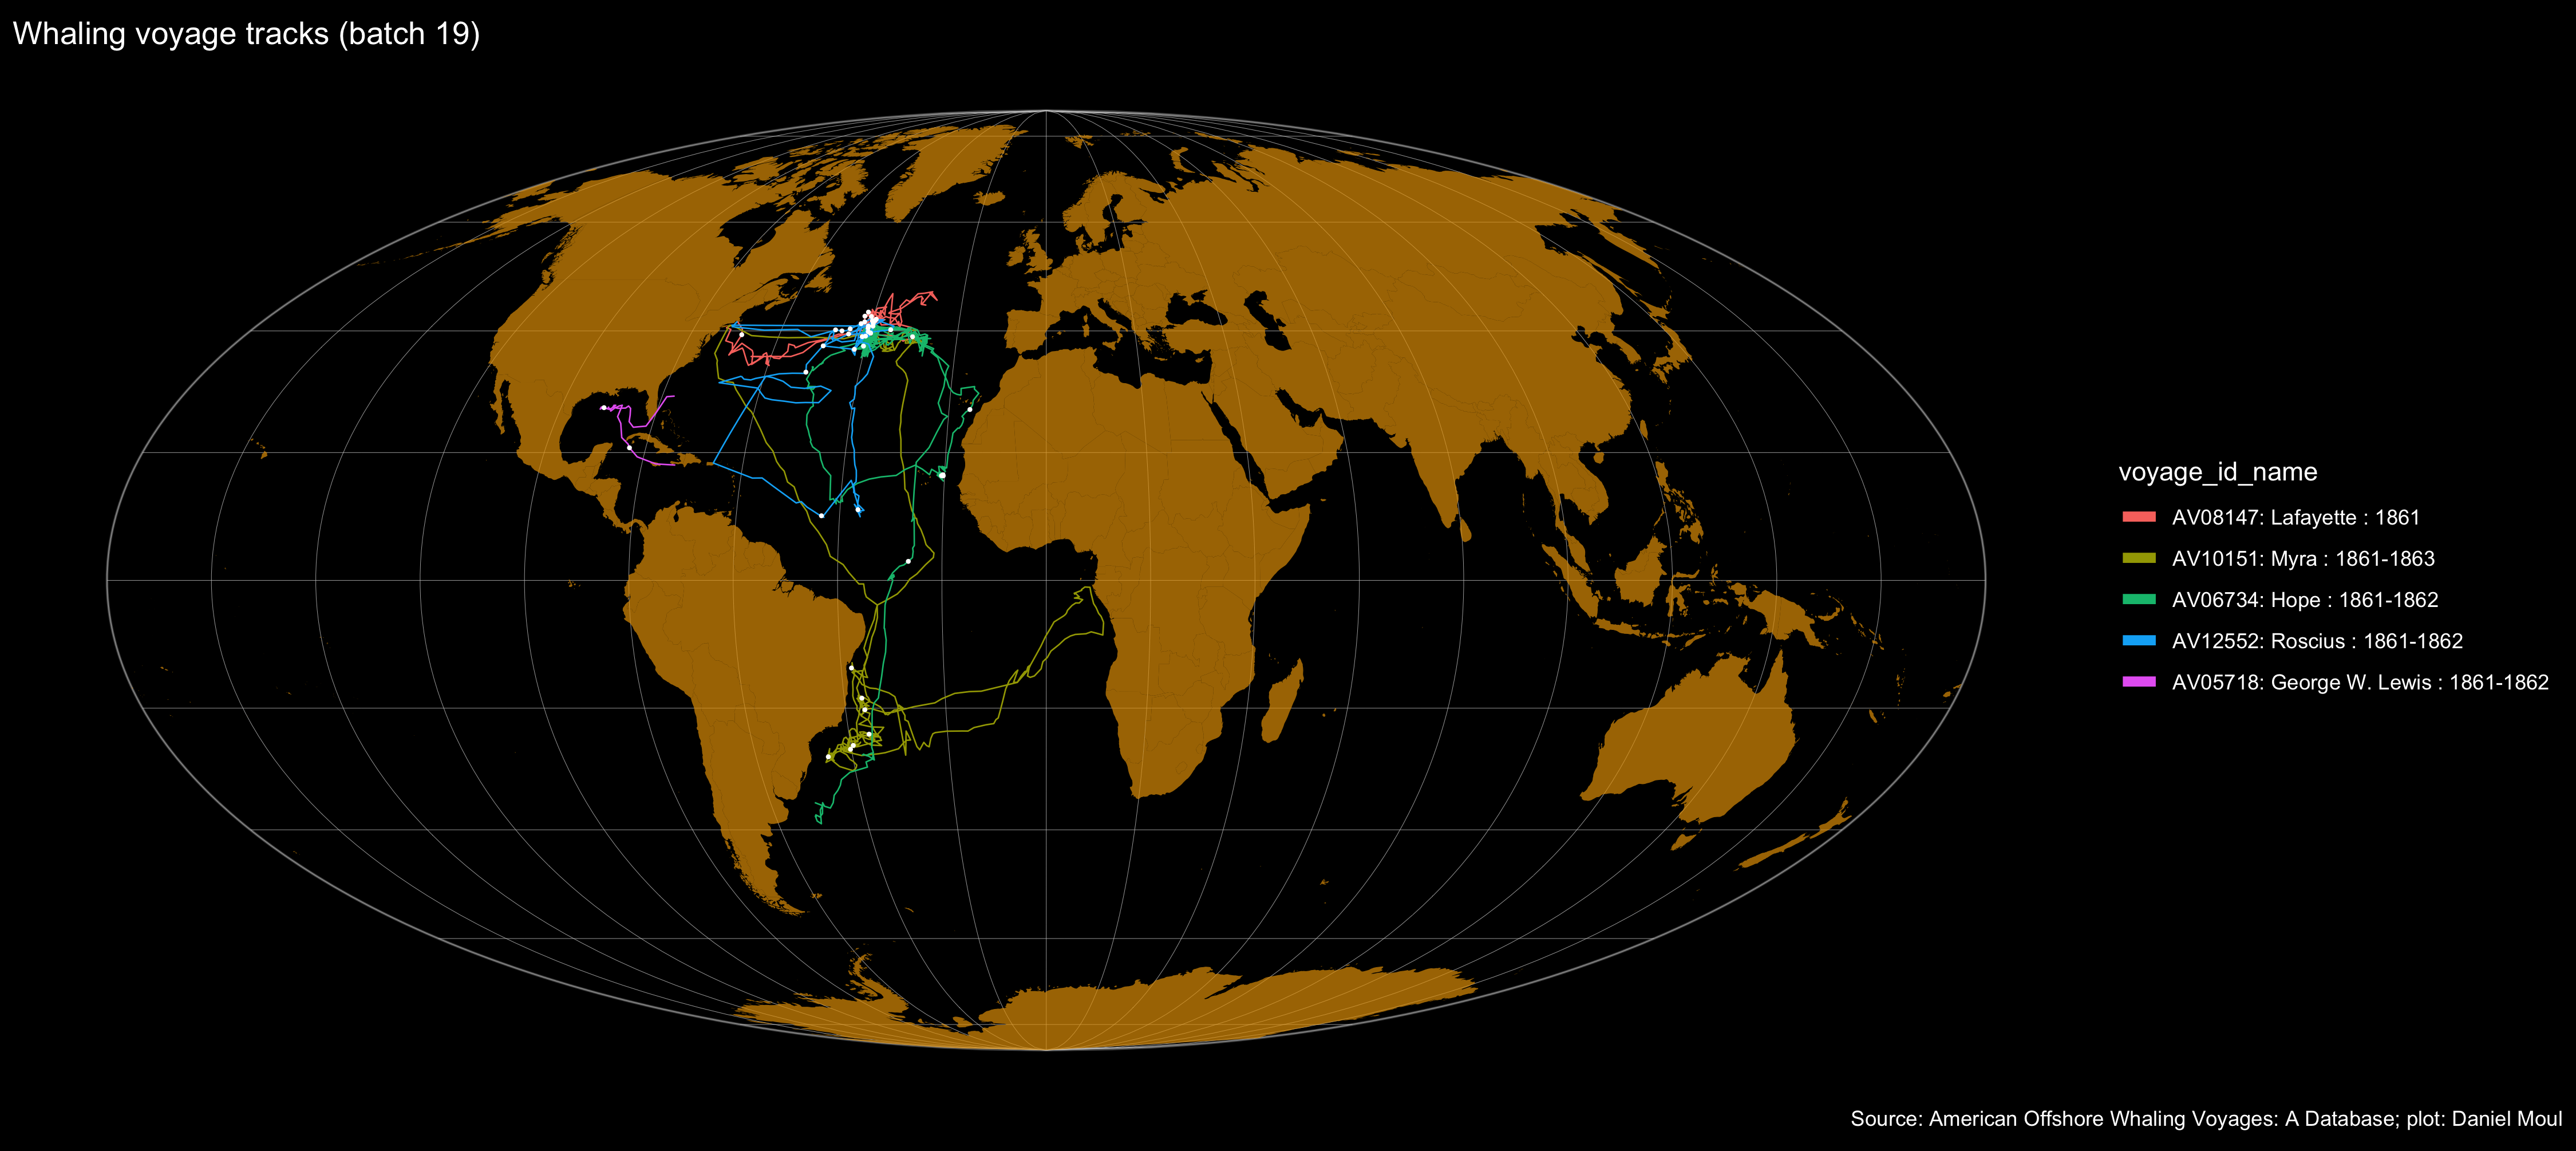 Whaling voyage tracks (batch 19)
voyage_id_name
AV08147: Lafayette : 1861
AV10151: Myra : 1861-1863
AV06734: Hope : 1861-1862
AV12552: Roscius : 1861-1862
AV05718: George W. Lewis : 1861-1862
Source: American Offshore Whaling Voyages: A Database; plot: Daniel Moul